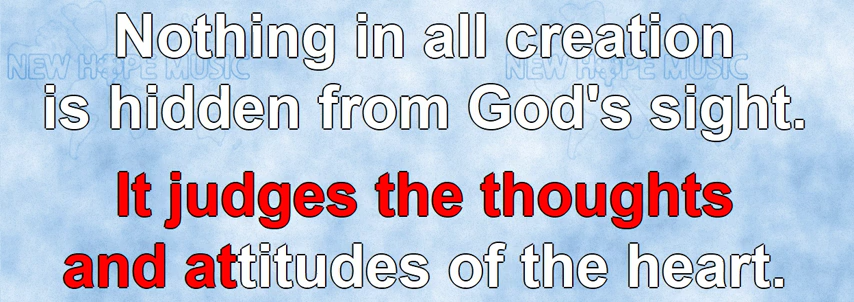 Nothing in all creation
NEW HOPE MUSIC NEW HOPE MUSIC
is hidden from God's sight.
It judges the thoughts
and attitudes of the heart.